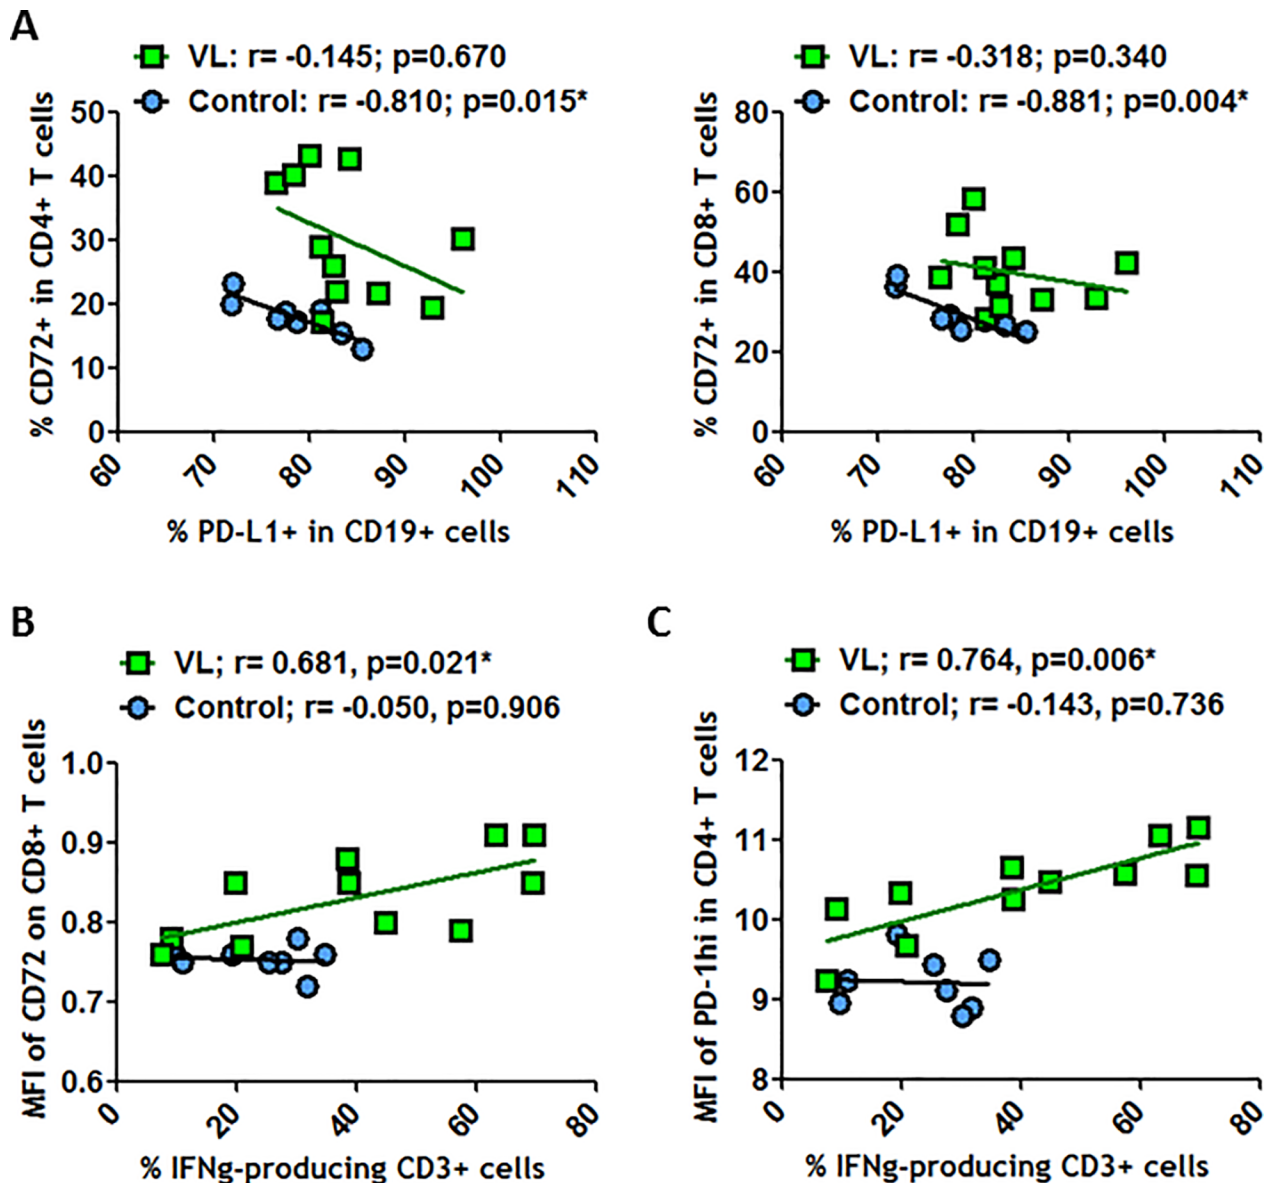 A
VL: r= -0.145; p=0.670
Control: r= -0.810; p=0.015*
% CD72+ in CD4+ T cells
50
40
30
20
10
0
60 70 80 90 100 110
% PD-L1+ in CD19+ cells
VL: r= -0.318; p=0.340
Control: r= -0.881; p=0.004*
% CD72+ in CD8+ T cells
80
60
40
20
0
60 70 80 90 100 110
% PD-L1+ in CD19+ cells
B
VL; r= 0.681, p=0.021*
Control; r= -0.050, p=0.906
MFI of CD72 on CD8+ T cells
1.0
0.9
0.8
0.7
0.6
0 20 40 60 80
% IFNg-producing CD3+ cells
C
VL; r= 0.764, p=0.006*
Control; r= -0.143, p=0.736
MFI of PD-1hi in CD4+ T cells
12
11
10
9
8
0 20 40 60 80
% IFNg-producing CD3+ cells